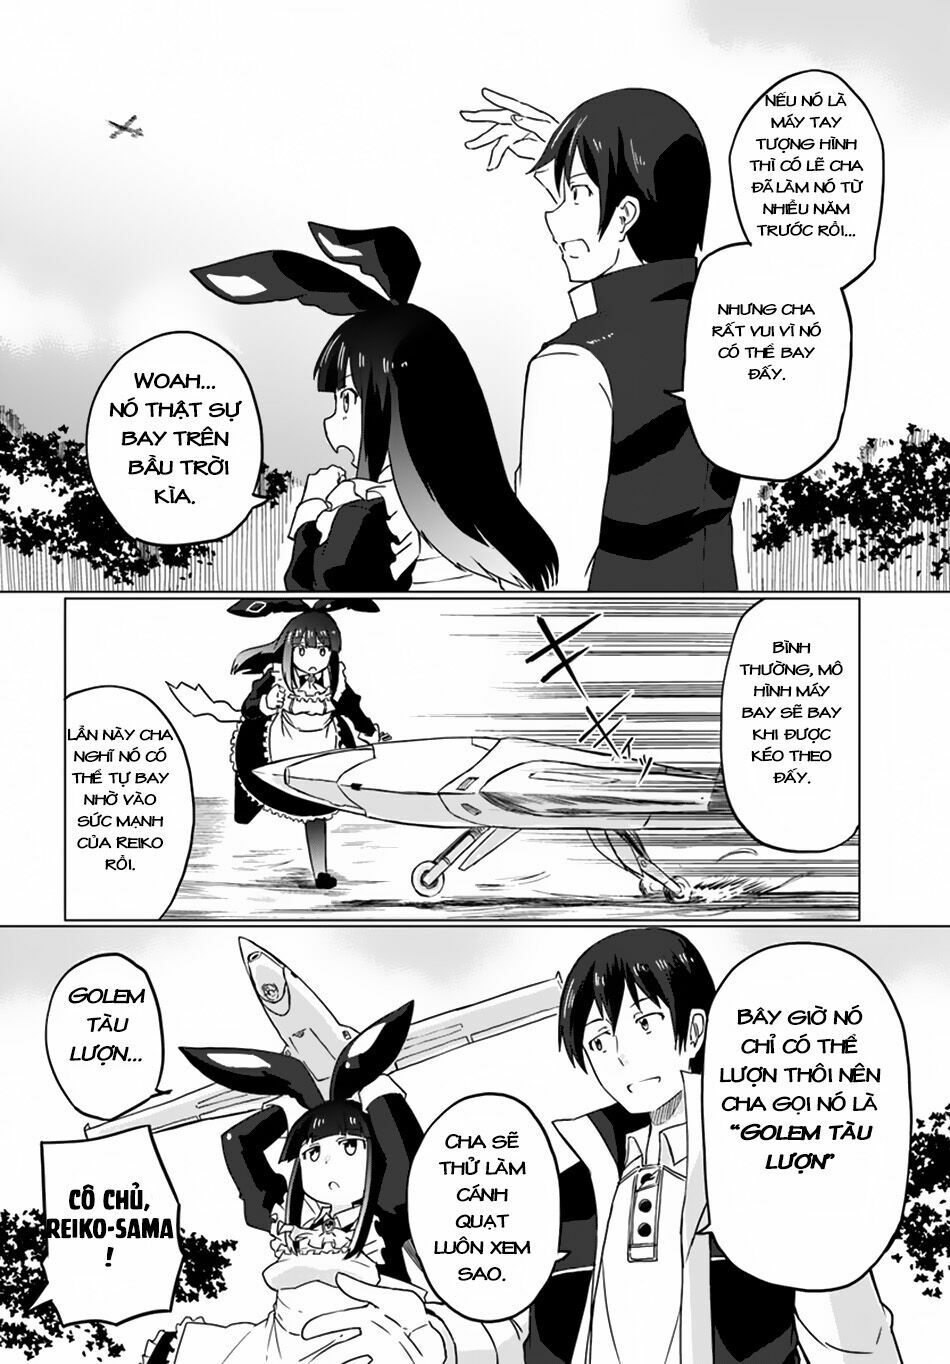 NẾU NÓ LÀ
MÁY TAY
TƯỢNG HÌNH
THÌ CÓ LẼ CHA
ĐÃ LÀM NÓ TỪ
NHIỀU NĂM
TRƯỚC RỒI...
NHƯNG CHA
RẤT VUI VÌ NÓ
CÓ THỂ BAY
ĐẤY.
WOAH...
NÓ THẬT SỰ
BAY TRÊN
BẦU TRỜI
KÌA.
BÌNH
THƯỜNG, MÔ
HÌNH MÁY
BAY SẼ BAY
KHI ĐƯỢC
KÉO THEO
ĐẤY.
LẦN NÀY CHA
NGHĨ NÓ CÓ
THỂ TỰ BAY
NHỜ VÀO
SỨC MẠNH
CỦA REIKO
RỒI.
BÂY GIỜ NÓ
CHỈ CÓ THỂ
LƯỢN THÔI NÊN
CHA GỌI NÓ LÀ
"GOLEM TÀU
LƯỢN"
GOLEM
TÀU
LƯỢN...
CHA SẼ
THỬ LÀM
CÁNH
QUẠT
LUÔN XEM
SAO.
CÔ CHỦ,
REIKO-SAMA
!